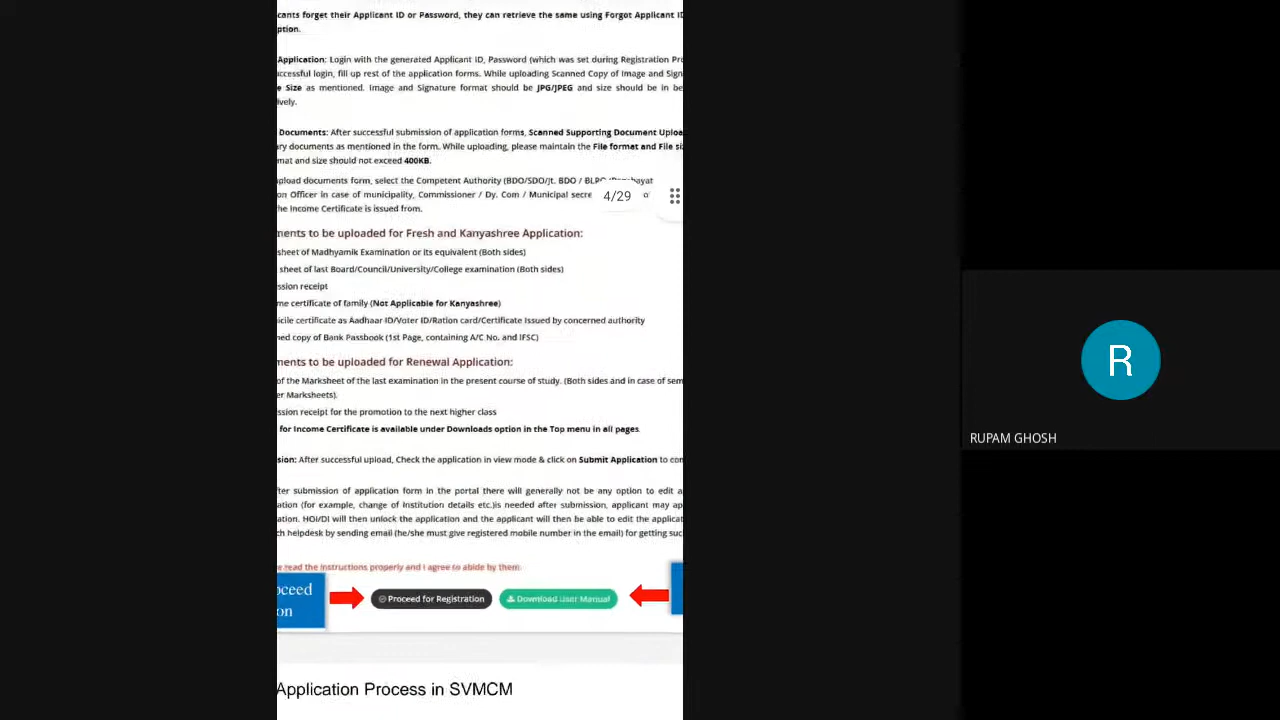 cants forget their Applicant ID or Password, they can retrieve the same using Forgot Applicant ID
ption.
Application: Login with the generated Applicant ID, Password (which was set during Registration Pro
uccessful login, fill up rest of the application forms. While uploading Scanned Copy of Image and Sign
e Size as mentioned. Image and Signature format should be JPG/JPEG and size should be in be
ively.
Documents: After successful submission of application forms, Scanned Supporting Document Uploa
ry documents as mentioned in the form. While uploading, please maintain the File format and File si
mat and size should not exceed 400KB.
pload documents form, select the Competent Authority (BDO/SDO/Jt. BDO / BLRO /Panchayat
on Officer in case of municipality, Commissioner / Dy. Com / Municipal secre
4/29
he Income Certificate is issued from.
ments to be uploaded for Fresh and Kanyashree Application:
sheet of Madhyamik Examination or its equivalent (Both sides)
sheet of last Board/Council/University/College examination (Both sides)
ssion receipt
me certificate of family (Not Applicable for Kanyashree)
icile certificate as Aadhaar ID/Voter ID/Ration card/Certificate issued by concerned authority
ned copy of Bank Passbook (1st Page, containing A/C No. and IFSC)
ments to be uploaded for Renewal Application:
of the Marksheet of the last examination in the present course of study. (Both sides and in case of sem
er Marksheets).
ssion receipt for the promotion to the next higher class
for Income Certificate is available under Downloads option in the Top menu in all pages.
sion: After successful upload, Check the application in view mode & click on Submit Application to con
fter submission of application form in the portal there will generally not be any option to edit a
ation (for example, change of Institution details etc.)is needed after submission, applicant may ap
ation. HOI/DI will then unlock the application and the applicant will then be able to edit the applicat
ch helpdesk by sending email (he/she must give registered mobile number in the email) for getting suc
e read the instructions properly and I agree to abide by them.
oceed
on
Proceed for Registration
Download User Manual
Application Process in SVMCM
R
RUPAM GHOSH